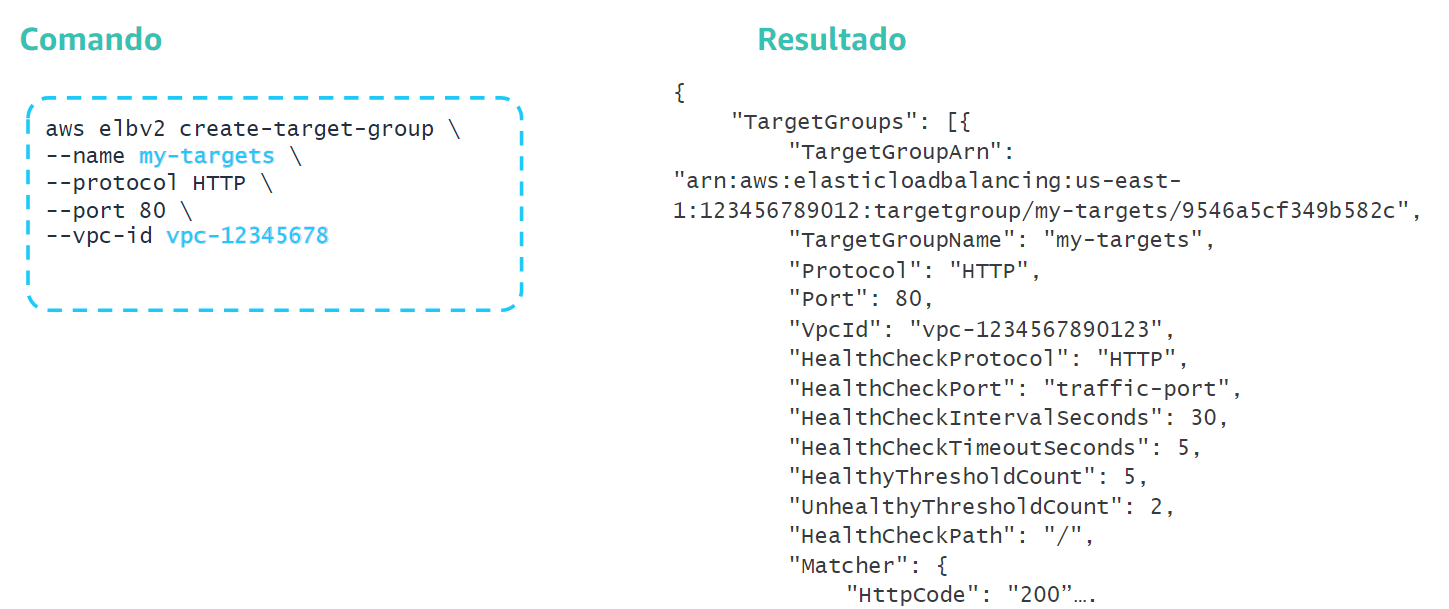 Comando
aws elbv2 create-target-group \
--name my-targets \
--protocol HTTP \
--port 80 \
--vpc-id vpc-12345678
Resultado
{
"TargetGroups": [{
"TargetGroupArn":
"arn:aws:elasticloadbalancing:us-east-
1:123456789012:targetgroup/my-targets/9546a5cf349b582c",
"TargetGroupName": "my-targets",
"Protocol": "HTTP",
"Port": 80,
"VpcId": "vpc-1234567890123",
"HealthCheckProtocol": "HTTP",
"HealthCheckPort": "traffic-port",
"HealthCheckIntervalSeconds": 30,
"HealthCheckTimeoutSeconds": 5,
"HealthyThresholdCount": 5,
"UnhealthyThresholdCount": 2,
"HealthCheckPath": "/",
"Matcher": {
"HttpCode": "200”….